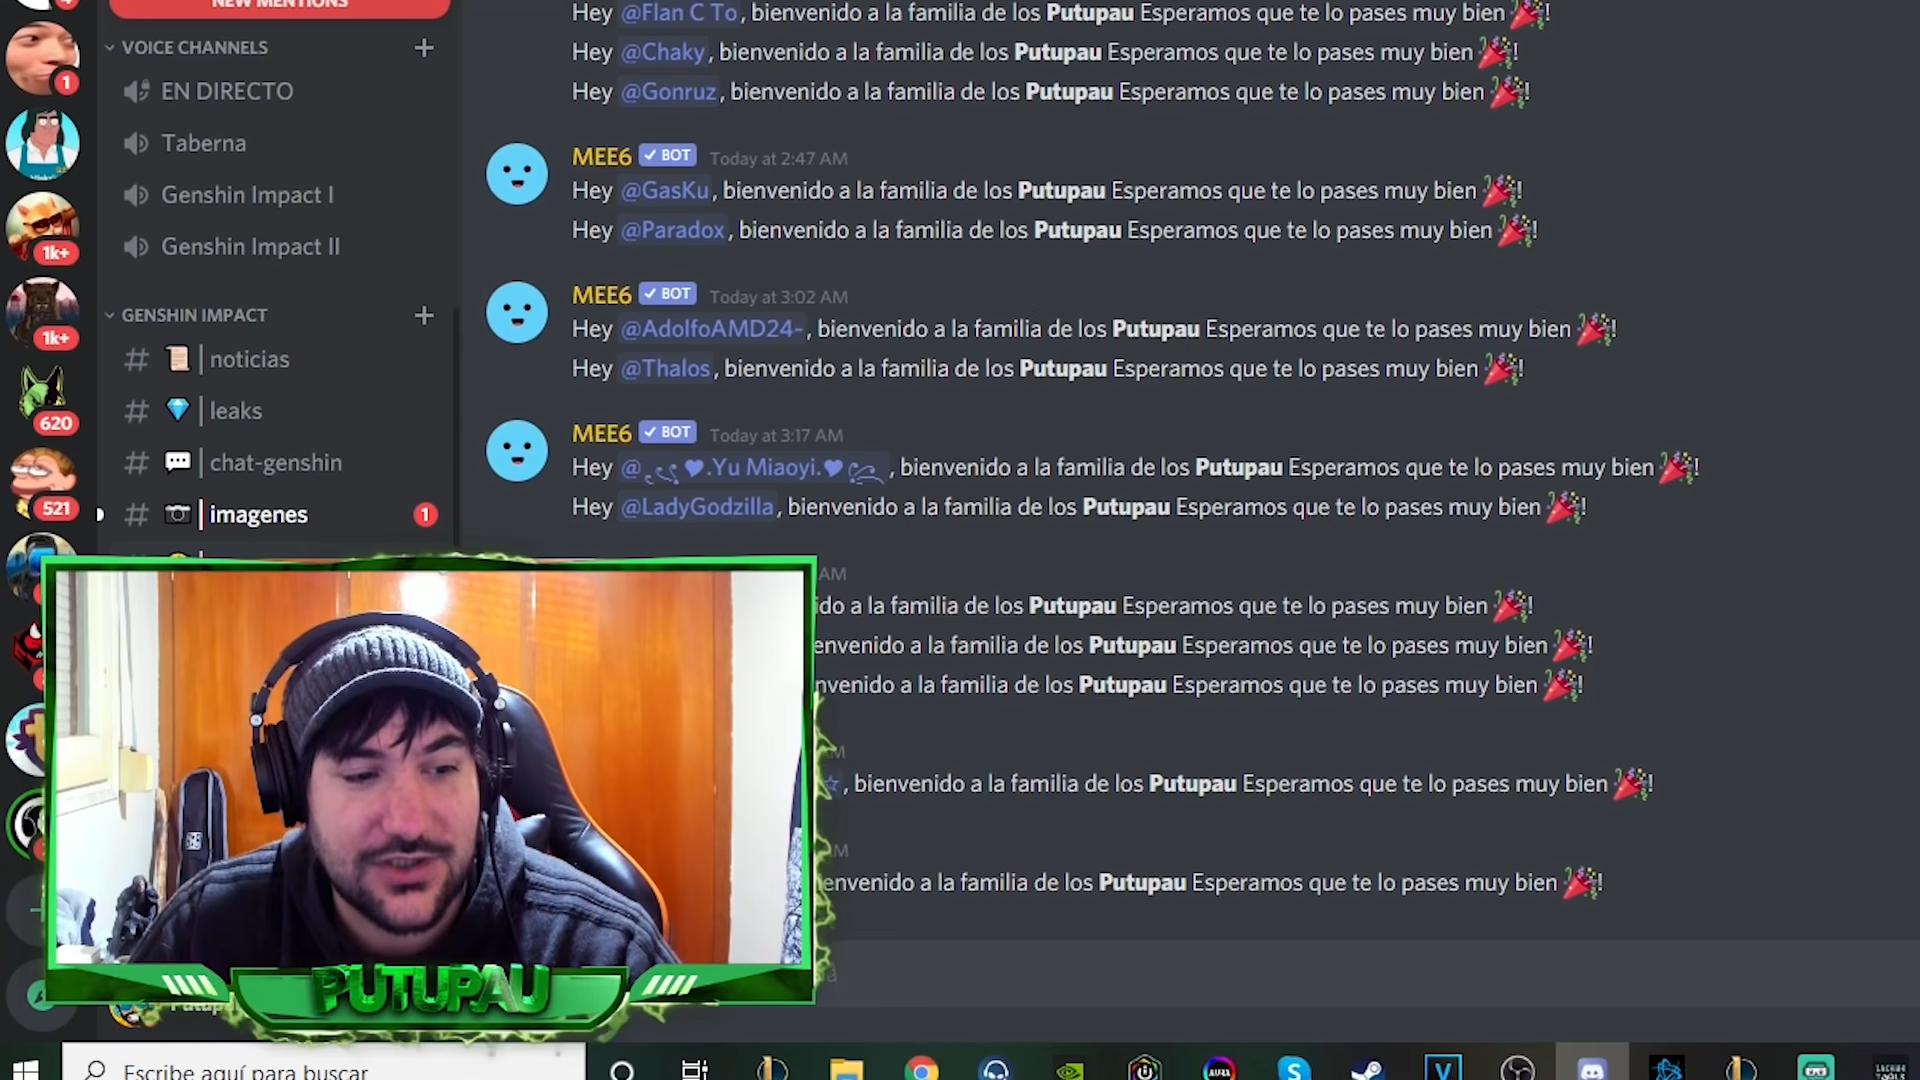 4
NEW MENTIONS
VOICE CHANNELS
1
EN DIRECTO
Taberna
Genshin Impact I
1k+
Genshin Impact II
GENSHIN IMPACT
1k+
noticias
leaks
620
chat-genshin
521
imagenes
1
Hey @Flan C To, bienvenido a la familia de los Putupau Esperamos que te lo pases muy bien 🎉!
Hey @Chaky, bienvenido a la familia de los Putupau Esperamos que te lo pases muy bien 🎉!
Hey @Gonruz, bienvenido a la familia de los Putupau Esperamos que te lo pases muy bien 🎉!
MEE6 ✓ BOT Today at 2:47 AM
Hey @GasKu, bienvenido a la familia de los Putupau Esperamos que te lo pases muy bien 🎉!
Hey @Paradox, bienvenido a la familia de los Putupau Esperamos que te lo pases muy bien 🎉!
MEE6 ✓ BOT Today at 3:02 AM
Hey @AdolfoAMD24-, bienvenido a la familia de los Putupau Esperamos que te lo pases muy bien 🎉!
Hey @Thalos, bienvenido a la familia de los Putupau Esperamos que te lo pases muy bien 🎉!
MEE6 ✓ BOT Today at 3:17 AM
Hey @ ♥.Yu Miaoyi.♥ , bienvenido a la familia de los Putupau Esperamos que te lo pases muy bien 🎉!
Hey @LadyGodzilla, bienvenido a la familia de los Putupau Esperamos que te lo pases muy bien 🎉!
AM
ido a la familia de los Putupau Esperamos que te lo pases muy bien 🎉!
envenido a la familia de los Putupau Esperamos que te lo pases muy bien 🎉!
nvenido a la familia de los Putupau Esperamos que te lo pases muy bien 🎉!
AM
☆, bienvenido a la familia de los Putupau Esperamos que te lo pases muy bien 🎉!
AM
envenido a la familia de los Putupau Esperamos que te lo pases muy bien 🎉!
PUTUPAU
Escribe aquí para buscar
AURA
S
V